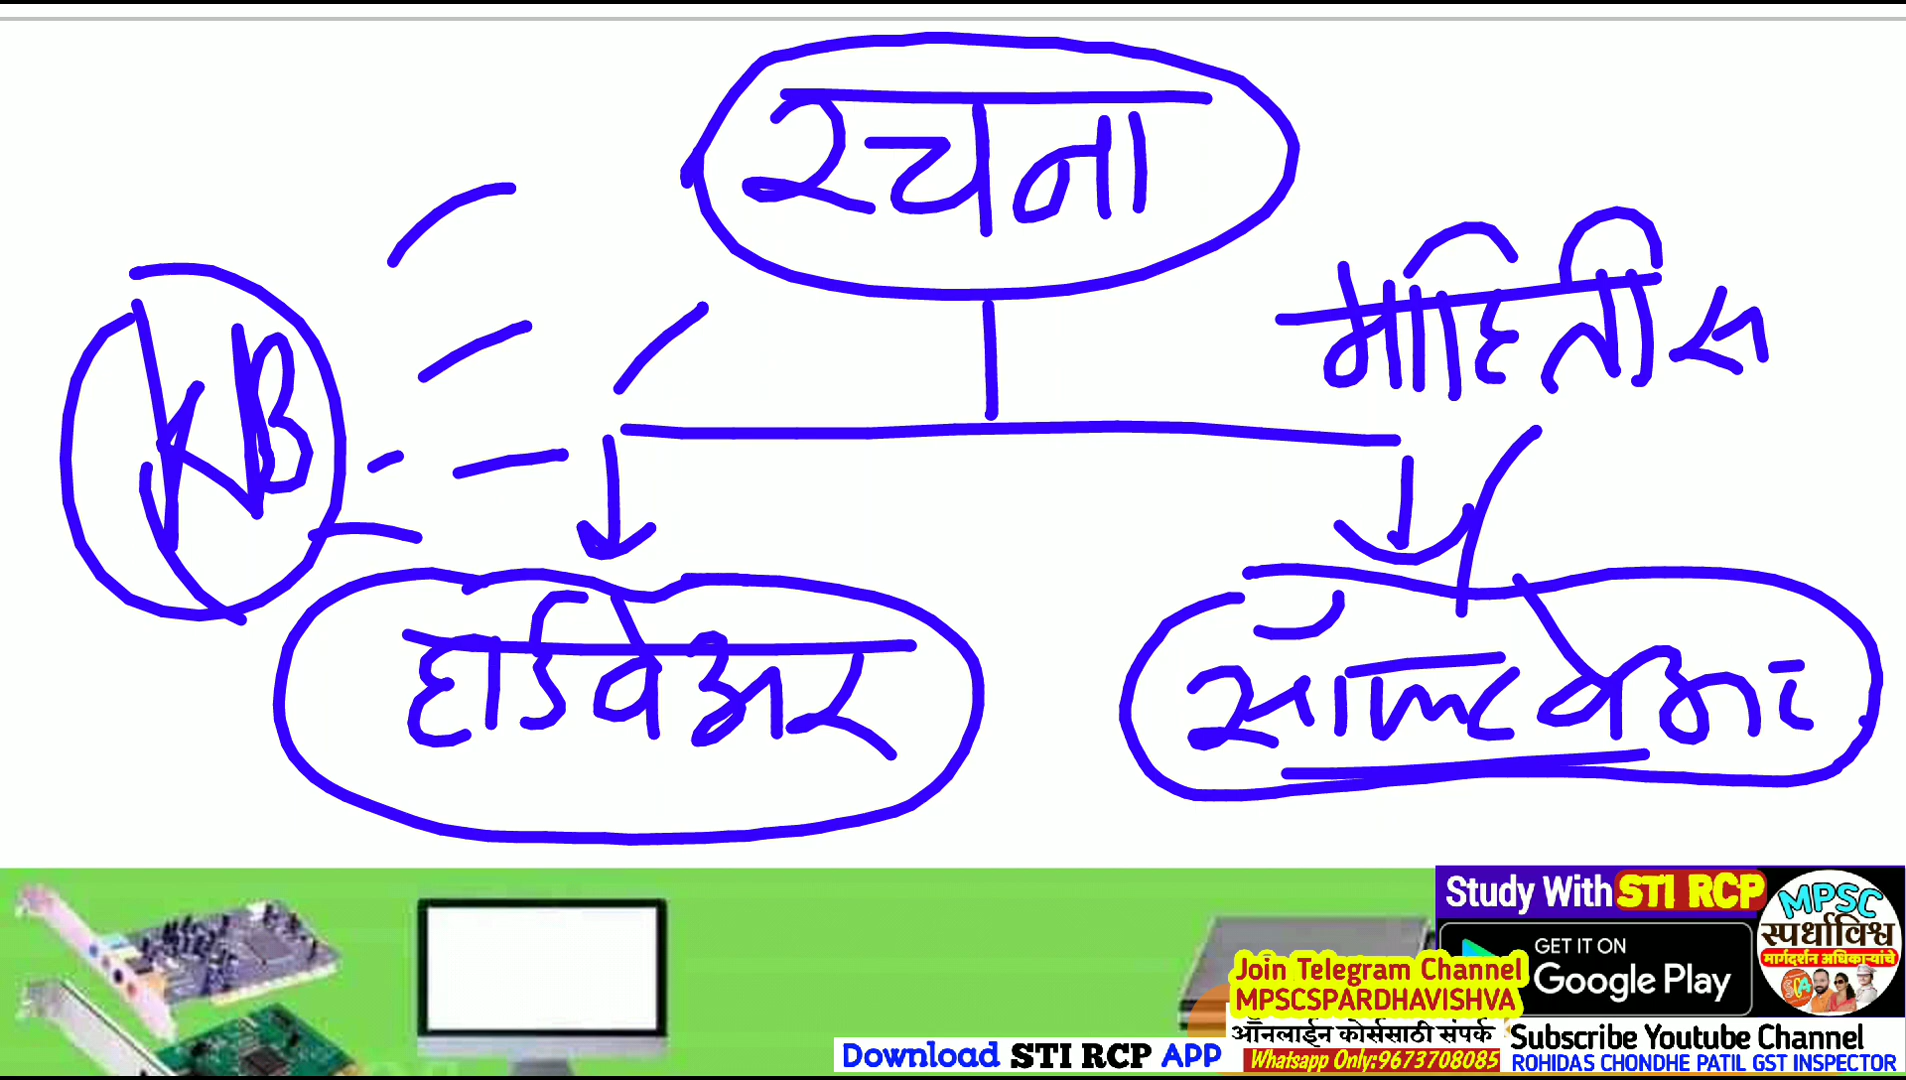 रचना
माहिती स
KB
हार्डवेअर
सॉफ्टवेअर
Study With STI RCP
MPSC
स्पर्धाविश्व
मार्गदर्शन अधिकाऱ्यांचे
GET IT ON
Google Play
Join Telegram Channel
MPSCSPARDHAVISHVA
ऑनलाईन कोर्ससाठी संपर्क
Whatsapp Only:9673708085
Download STI RCP APP
Subscribe Youtube Channel
ROHIDAS CHONDHE PATIL GST INSPECTOR